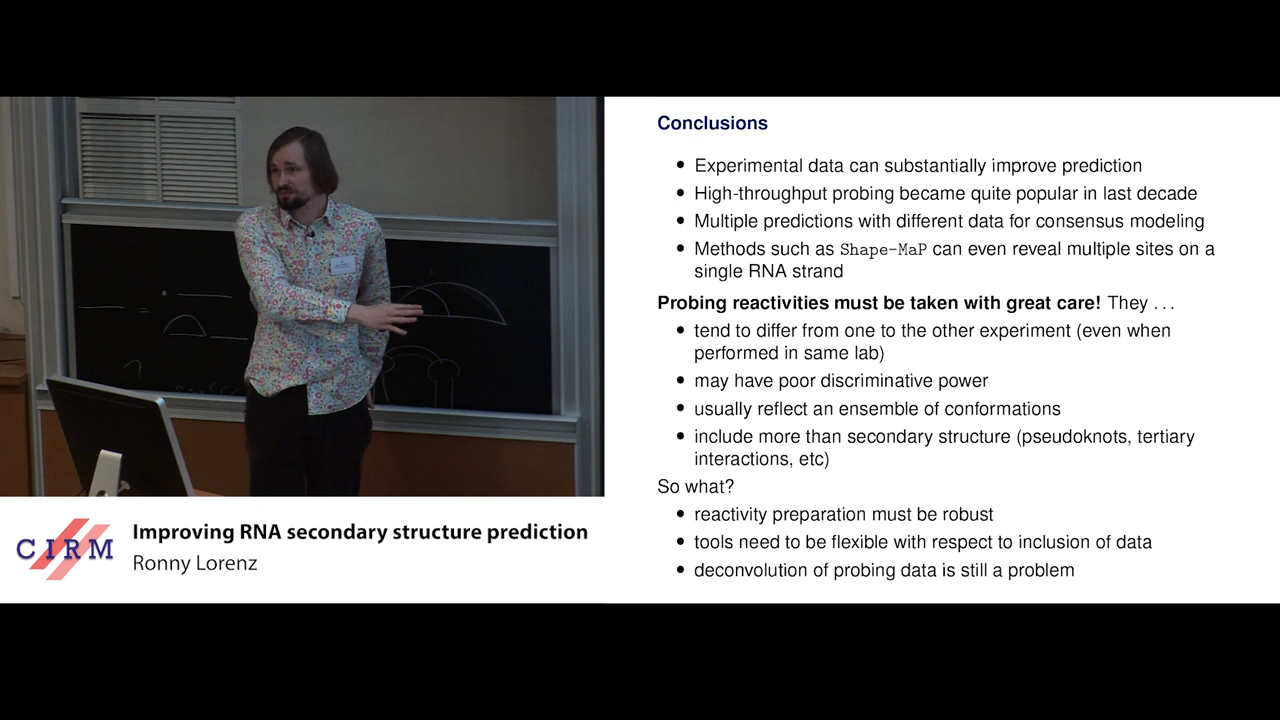 Conclusions
• Experimental data can substantially improve prediction
• High-throughput probing became quite popular in last decade
• Multiple predictions with different data for consensus modeling
• Methods such as Shape-MaP can even reveal multiple sites on a
single RNA strand
Probing reactivities must be taken with great care! They ...
• tend to differ from one to the other experiment (even when
performed in same lab)
• may have poor discriminative power
• usually reflect an ensemble of conformations
• include more than secondary structure (pseudoknots, tertiary
interactions, etc)
So what?
• reactivity preparation must be robust
• tools need to be flexible with respect to inclusion of data
• deconvolution of probing data is still a problem
CIRM
Improving RNA secondary structure prediction
Ronny Lorenz